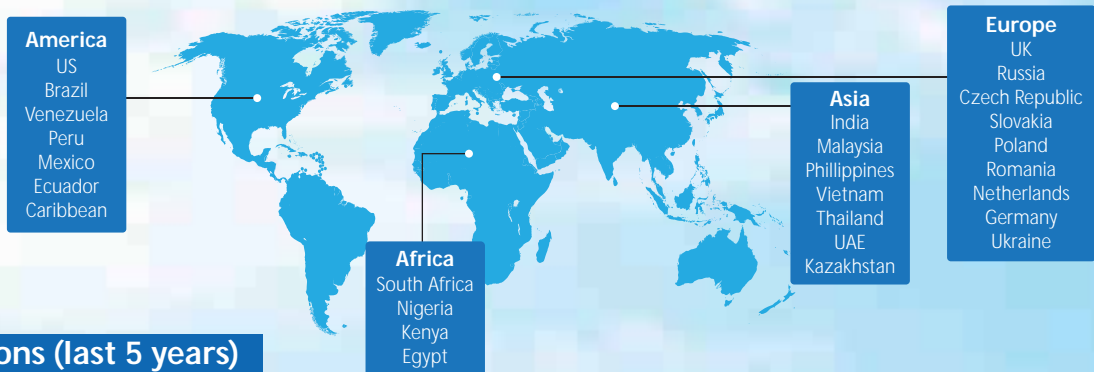 America
US
Brazil
Venezuela
Peru
Mexico
Ecuador
Caribbean
Europe
UK
Russia
Czech Republic
Slovakia
Poland
Romania
Netherlands
Germany
Ukraine
Asia
India
Malaysia
Phillippines
Vietnam
Thailand
UAE
Kazakhstan
Africa
South Africa
Nigeria
Kenya
Egypt
(last 5 years)